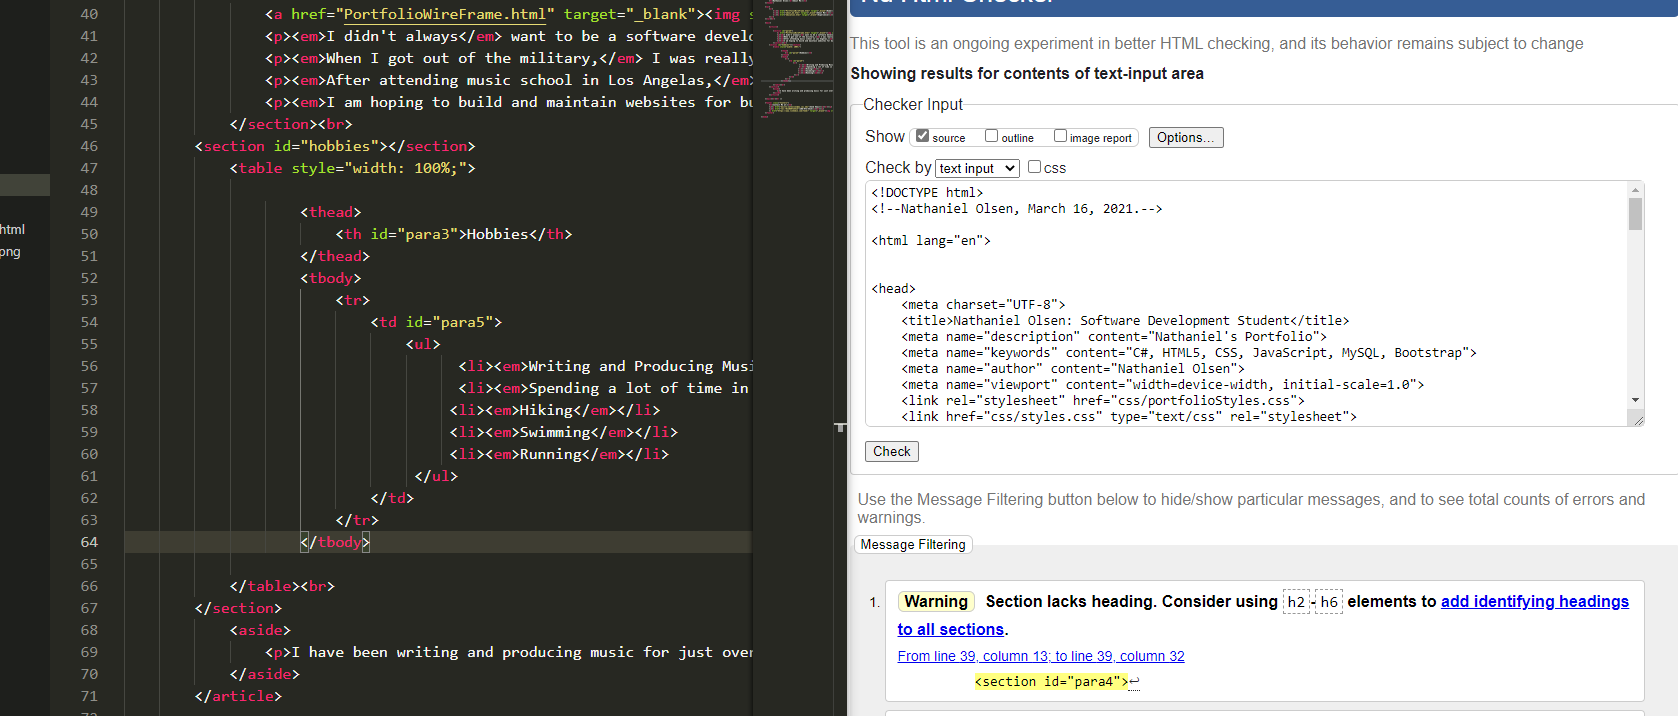 html
png
40 <a href="PortfolioWireFrame.html" target="_blank"><img
41 <p><em>I didn't always</em> want to be a software
42 <p><em>When I got out of the military,</em> I was really
43 <p><em>After attending music school in Los Angelas,</em>
44 <p><em>I am hoping to build and maintain websites for
45 </section><br>
46 <section id="hobbies"></section>
47 <table style="width: 100%;">
48
49 <thead>
50 <th id="para3">Hobbies</th>
51 </thead>
52 <tbody>
53 <tr>
54 <td id="para5">
55 <ul>
56 <li><em>Writing and Producing
57 <li><em>Spending a lot of time in
58 <li><em>Hiking</em></li>
59 <li><em>Swimming</em></li>
60 <li><em>Running</em></li>
61 </ul>
62 </td>
63 </tr>
64 </tbody>
65
66 </table><br>
67 </section>
68 <aside>
69 <p>I have been writing and producing music for just over
70 </aside>
71 </article>
This tool is an ongoing experiment in better HTML checking, and its behavior remains subject to change
Showing results for contents of text-input area
Checker Input
Show source outline image report Options...
Check by text input css
<!DOCTYPE html>
<!--Nathaniel Olsen, March 16, 2021.-->
<html lang="en">
<head>
<meta charset="UTF-8">
<title>Nathaniel Olsen: Software Development Student</title>
<meta name="description" content="Nathaniel's Portfolio">
<meta name="keywords" content="C#, HTML5, CSS, JavaScript, MySQL, Bootstrap">
<meta name="author" content="Nathaniel Olsen">
<meta name="viewport" content="width=device-width, initial-scale=1.0">
<link rel="stylesheet" href="css/portfolioStyles.css">
<link href="css/styles.css" type="text/css" rel="stylesheet">
Check
Use the Message Filtering button below to hide/show particular messages, and to see total counts of errors and
warnings.
Message Filtering
1. Warning Section lacks heading. Consider using h2-h6 elements to add identifying headings
to all sections.
From line 39, column 13; to line 39, column 32
<section id="para4">↩